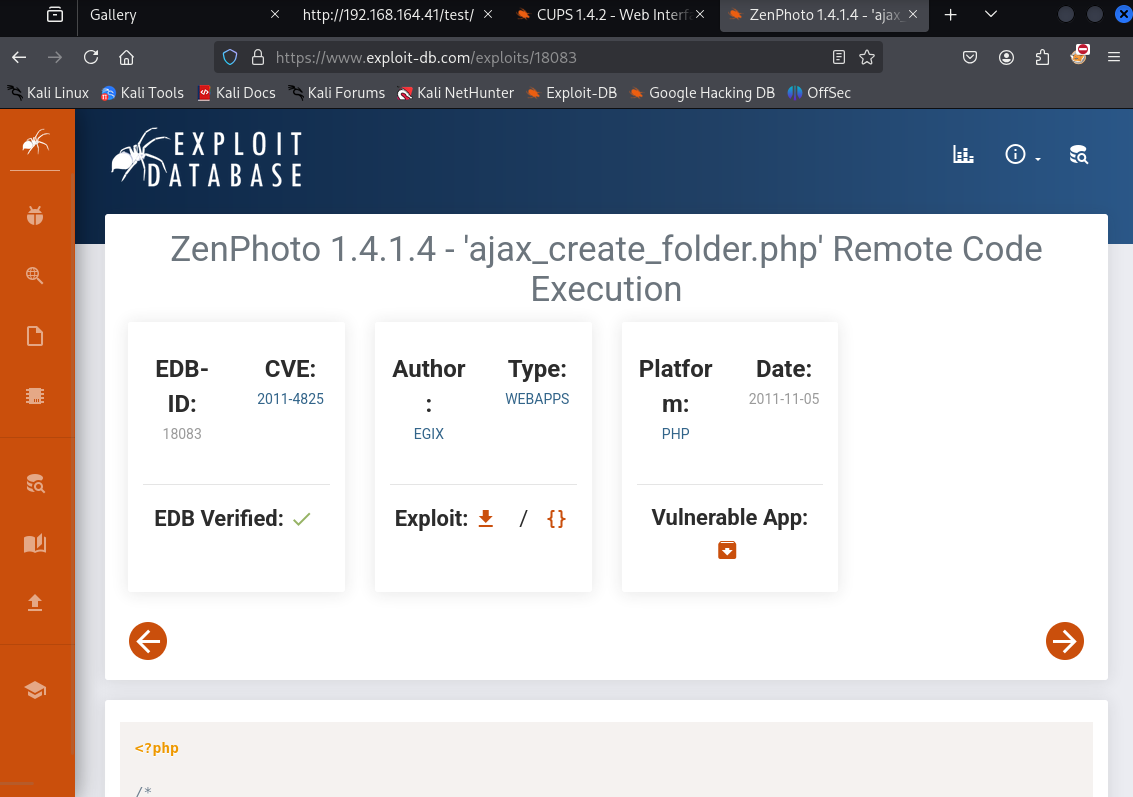 Gallery
http://192.168.164.41/test/
CUPS 1.4.2 - Web Interf
ZenPhoto 1.4.1.4 - 'ajax_
https://www.exploit-db.com/exploits/18083
Kali Linux
Kali Tools
Kali Docs
Kali Forums
Kali NetHunter
Exploit-DB
Google Hacking DB
OffSec
EXPLOIT
DATABASE
ZenPhoto 1.4.1.4 - 'ajax_create_folder.php' Remote Code
Execution
EDB-
ID:
18083
CVE:
2011-4825
EDB Verified:
Author
:
EGIX
Type:
WEBAPPS
Exploit: / {}
Platfor
m:
PHP
Date:
2011-11-05
Vulnerable App:
<?php
/*